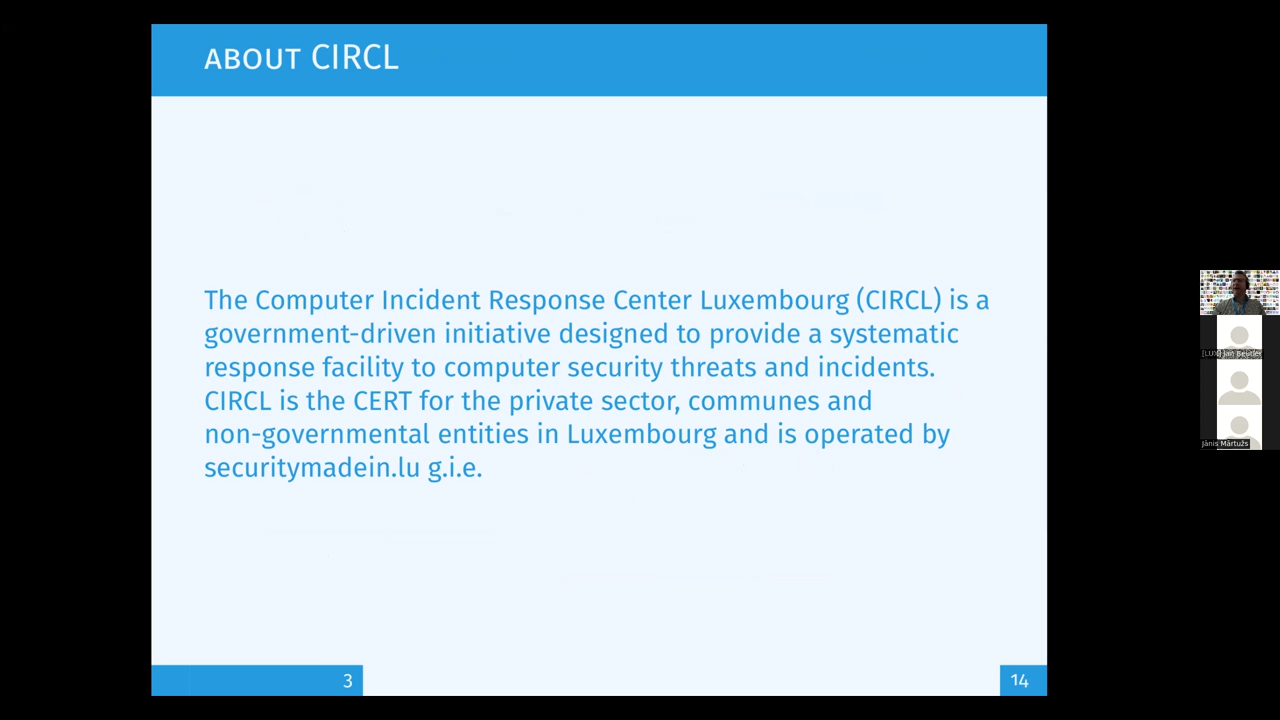 ABOUT CIRCL
The Computer Incident Response Center Luxembourg (CIRCL) is a
government-driven initiative designed to provide a systematic
response facility to computer security threats and incidents.
CIRCL is the CERT for the private sector, communes and
non-governmental entities in Luxembourg and is operated by
securitymadein.lu g.i.e.
3
14
Jānis Mārtužs